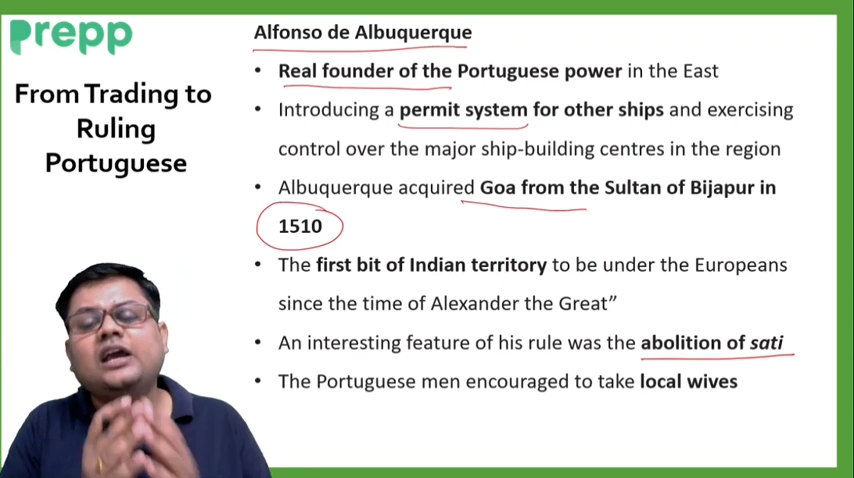 prepp
From Trading to
Ruling
Portuguese
Alfonso de Albuquerque
• Real founder of the Portuguese power in the East
• Introducing a permit system for other ships and exercising
control over the major ship-building centres in the region
• Albuquerque acquired Goa from the Sultan of Bijapur in
1510
• The first bit of Indian territory to be under the Europeans
since the time of Alexander the Great”
• An interesting feature of his rule was the abolition of sati
• The Portuguese men encouraged to take local wives